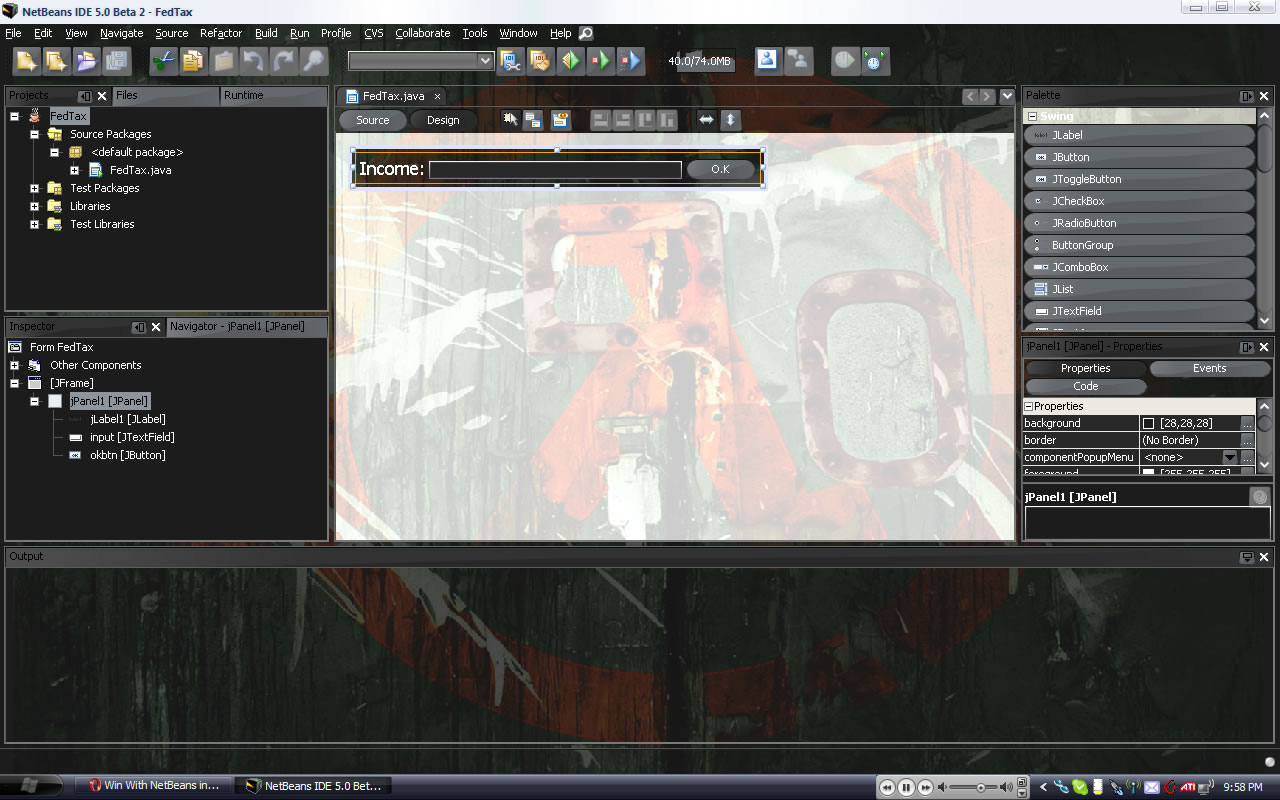 NetBeans IDE 5.0 Beta 2 - FedTax
File Edit View Navigate Source Refactor Build Run Profile CVS Collaborate Tools Window Help
40.0/74.0MB
Projects Files Runtime
FedTax
Source Packages
<default package>
FedTax.java
Test Packages
Libraries
Test Libraries
Inspector Navigator - jPanel1 [JPanel]
Form FedTax
Other Components
[JFrame]
jPanel1 [JPanel]
jLabel1 [JLabel]
input [JTextField]
okbtn [JButton]
FedTax.java
Source Design
Income: O.K
Palette
Swing
JLabel
JButton
JToggleButton
JCheckBox
JRadioButton
ButtonGroup
JComboBox
JList
JTextField
jPanel1 [JPanel] - Properties
Properties Events
Code
Properties
background [28,28,28] ...
border (No Border) ...
componentPopupMenu <none> ...
foreground [255,255,255] ...
jPanel1 [JPanel]
Output
Win With NetBeans in...
NetBeans IDE 5.0 Bet...
ATI
9:58 PM